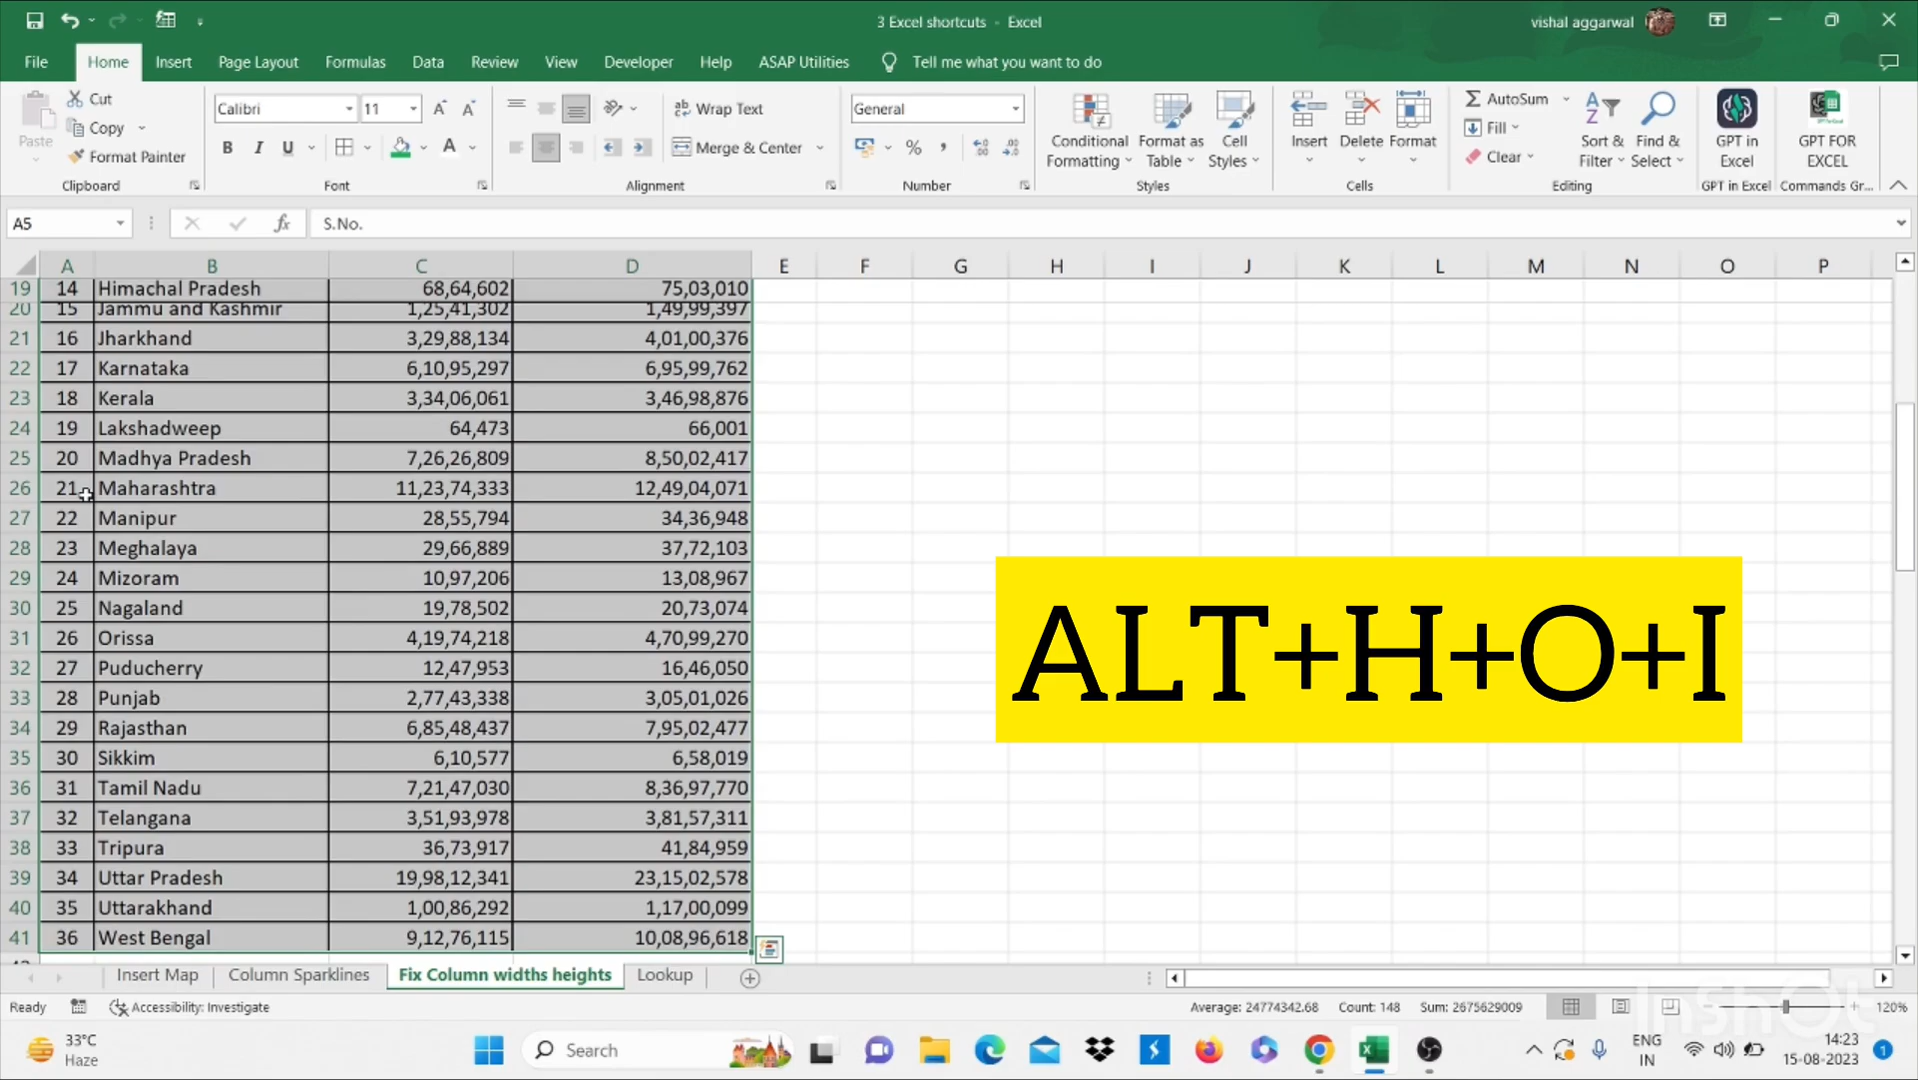 3 Excel shortcuts - Excel
vishal aggarwal
File Home Insert Page Layout Formulas Data Review View Developer Help ASAP Utilities Tell me what you want to do
Paste
Cut
Copy
Format Painter
Clipboard
Calibri 11
B I U A
Font
Wrap Text
Merge & Center
Alignment
General
% ,
Number
Conditional Formatting
Format as Table
Cell Styles
Styles
Insert Delete Format
Cells
AutoSum
Fill
Clear
Sort & Filter
Find & Select
Editing
GPT in Excel
GPT in Excel
GPT FOR EXCEL
Commands Gr...
A5 fx S.No.
A B C D E F G H I J K L M N O P
19 14 Himachal Pradesh 68,64,602 75,03,010
20 15 Jammu and Kashmir 1,25,41,302 1,49,99,397
21 16 Jharkhand 3,29,88,134 4,01,00,376
22 17 Karnataka 6,10,95,297 6,95,99,762
23 18 Kerala 3,34,06,061 3,46,98,876
24 19 Lakshadweep 64,473 66,001
25 20 Madhya Pradesh 7,26,26,809 8,50,02,417
26 21 Maharashtra 11,23,74,333 12,49,04,071
27 22 Manipur 28,55,794 34,36,948
28 23 Meghalaya 29,66,889 37,72,103
29 24 Mizoram 10,97,206 13,08,967
30 25 Nagaland 19,78,502 20,73,074
31 26 Orissa 4,19,74,218 4,70,99,270
32 27 Puducherry 12,47,953 16,46,050
33 28 Punjab 2,77,43,338 3,05,01,026
34 29 Rajasthan 6,85,48,437 7,95,02,477
35 30 Sikkim 6,10,577 6,58,019
36 31 Tamil Nadu 7,21,47,030 8,36,97,770
37 32 Telangana 3,51,93,978 3,81,57,311
38 33 Tripura 36,73,917 41,84,959
39 34 Uttar Pradesh 19,98,12,341 23,15,02,578
40 35 Uttarakhand 1,00,86,292 1,17,00,099
41 36 West Bengal 9,12,76,115 10,08,96,618
ALT+H+O+I
Insert Map Column Sparklines Fix Column widths heights Lookup
Ready Accessibility: Investigate Average: 24774342.68 Count: 148 Sum: 2675629009 120%
InShOt
33°C
Haze
Search
ENG
IN
14:23
15-08-2023
1